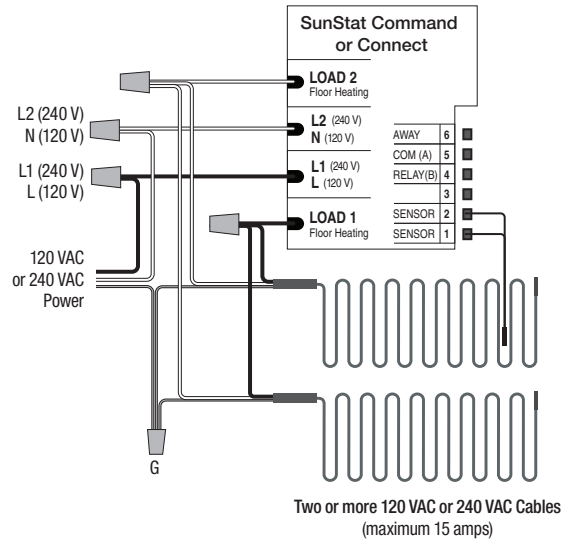 SunStat Command
or Connect
LOAD 2
Floor Heating
L2 (240 V)
N (120 V)
L2 (240 V)
N (120 V)
L1 (240 V)
L (120 V)
L1 (240 V)
L (120 V)
LOAD 1
Floor Heating
AWAY 6
COM (A) 5
RELAY(B) 4
3
SENSOR 2
SENSOR 1
120 VAC
or 240 VAC
Power
G
Two or more 120 VAC or 240 VAC Cables
(maximum 15 amps)